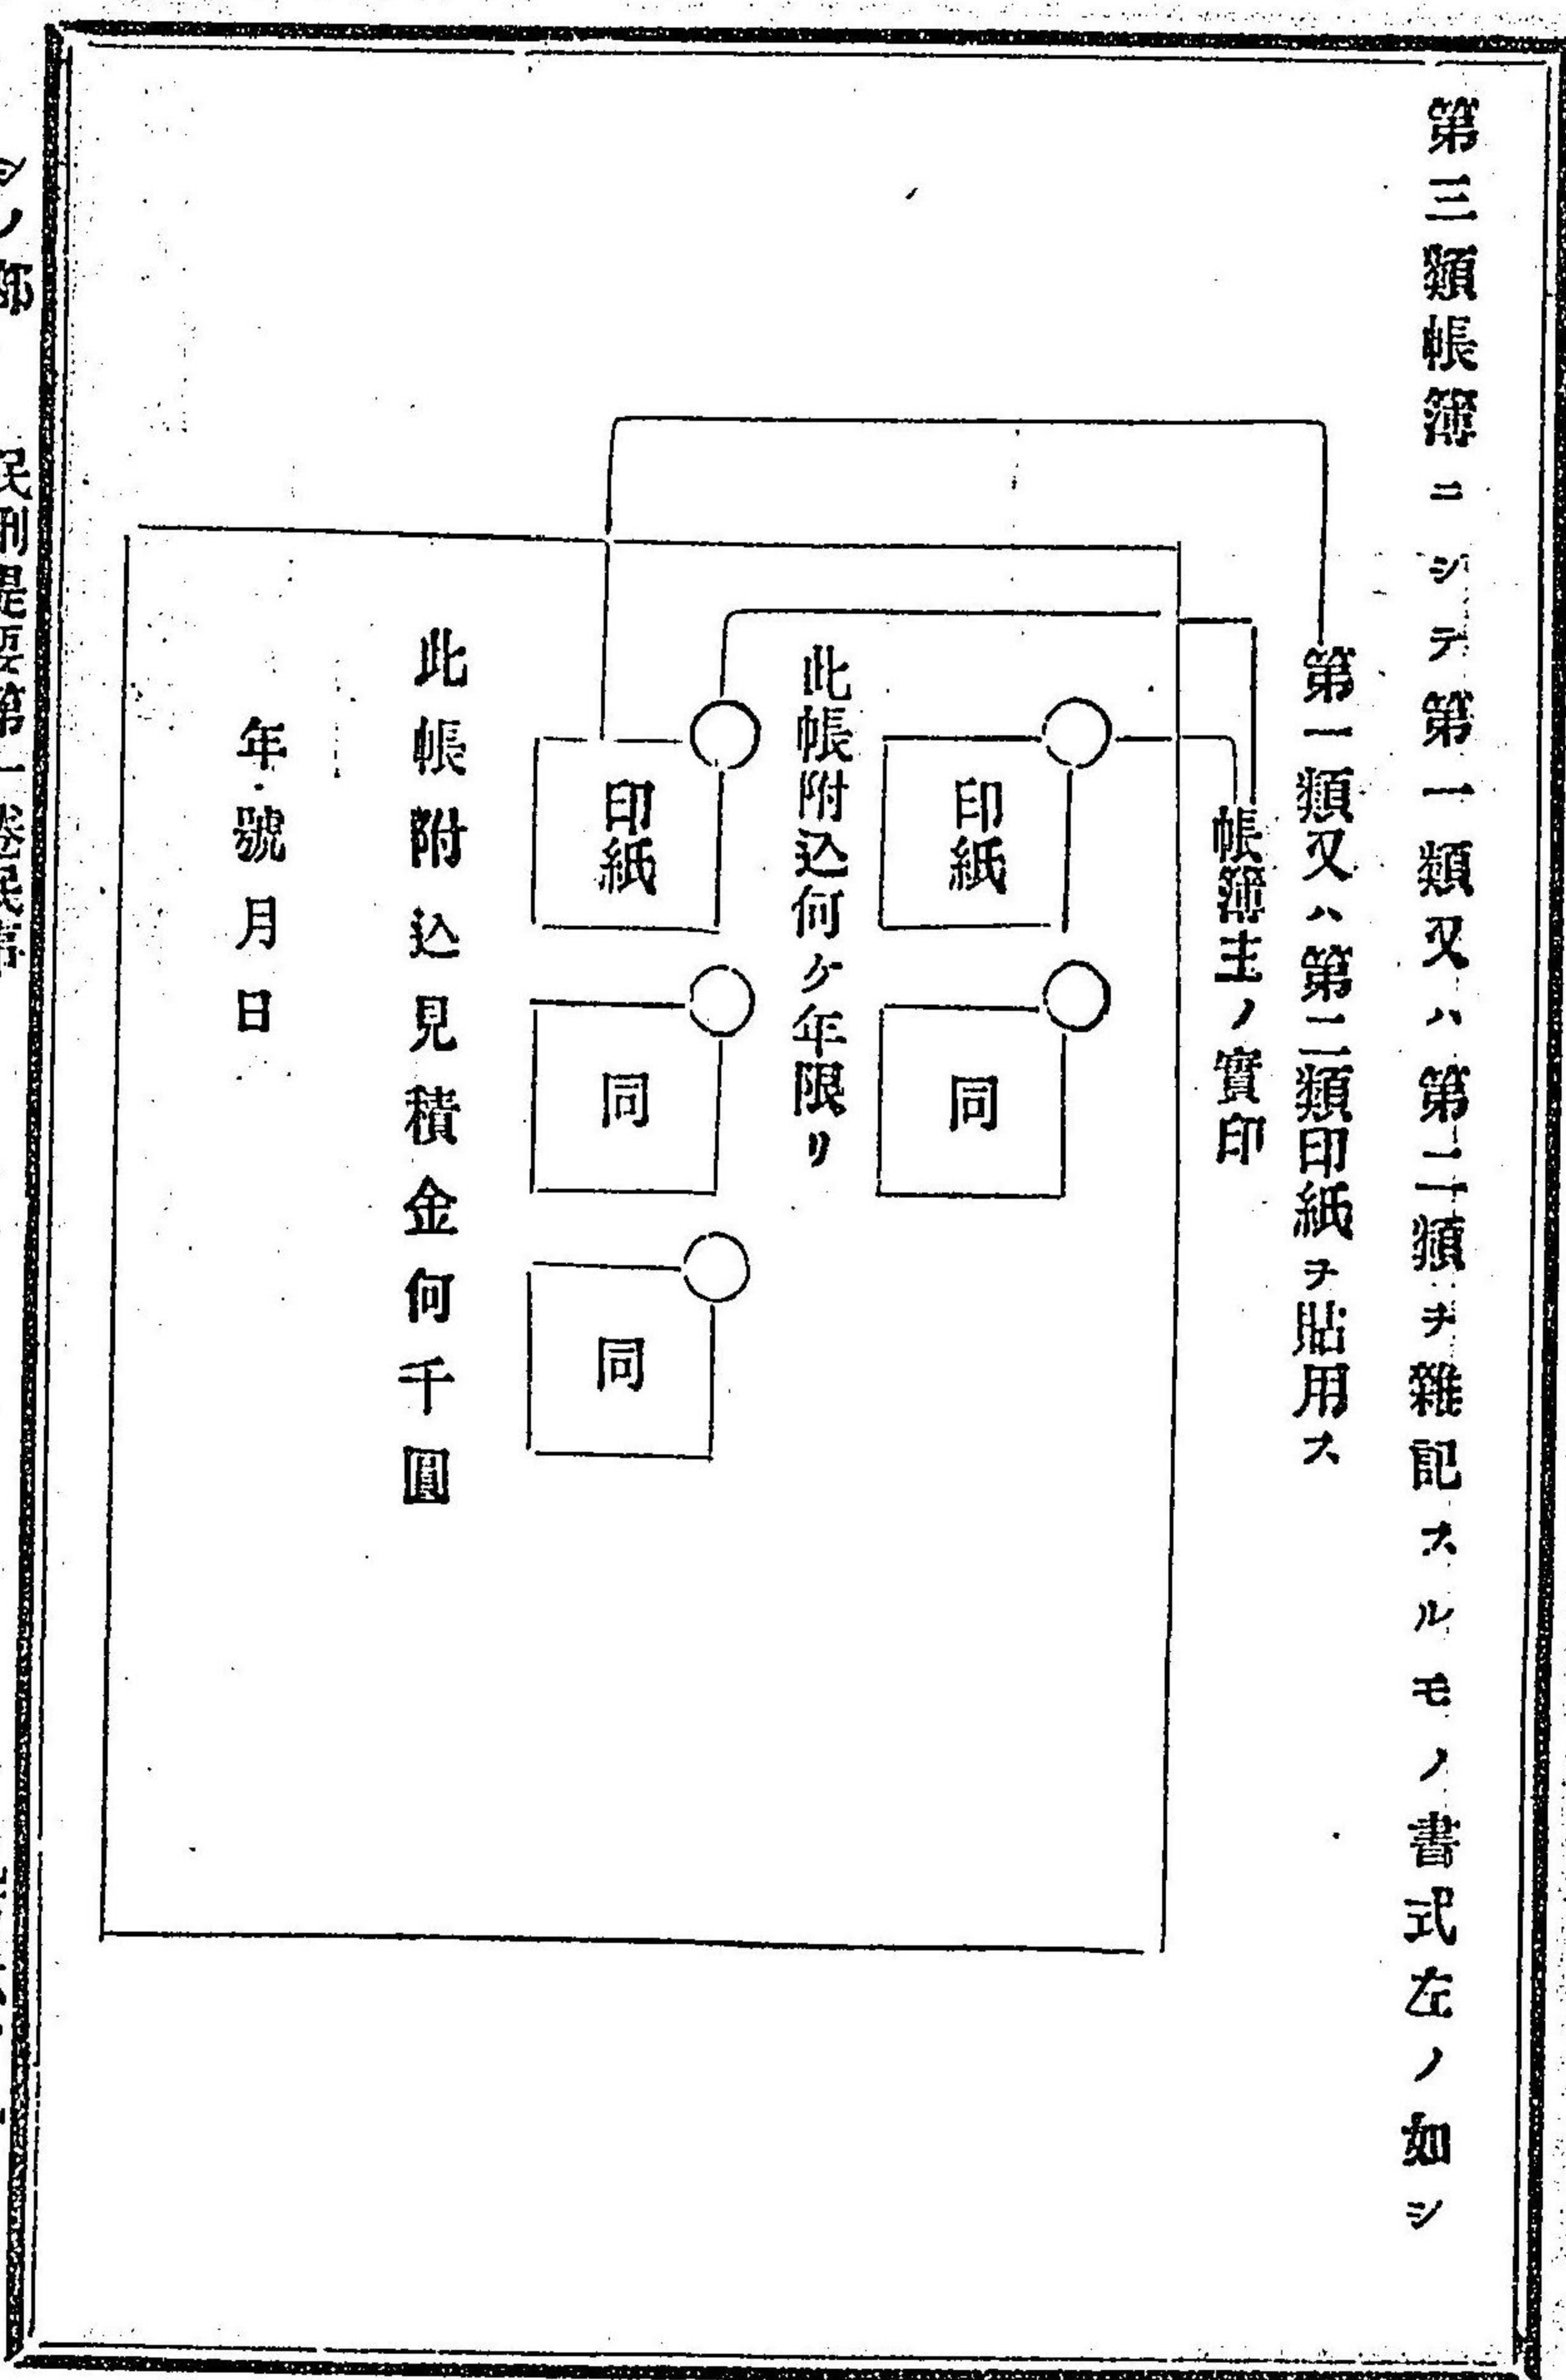 第三類帳簿ニシテ第一類又ハ第二類ヲ雜記スルモノ書式左ノ如シ
第一類又ハ第二類印紙ヲ貼用ス
帳簿主ノ實印
印紙
同
此帳附込何ケ年限リ
印紙
同
同
此帳附込見積金何千圓
年號月日
ノ部
民刑提要第一卷民事